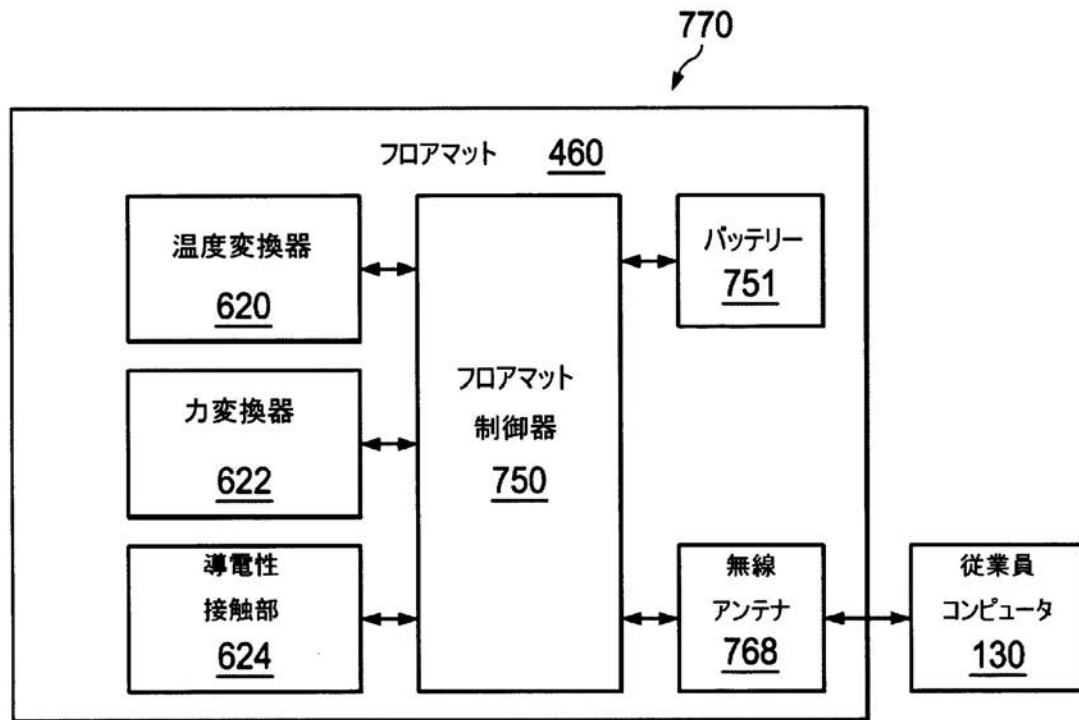 770
フロアマット 460
温度変換器
620
力変換器
622
導電性
接触部
624
フロアマット
制御器
750
バッテリー
751
無線
アンテナ
768
従業員
コンピュータ
130